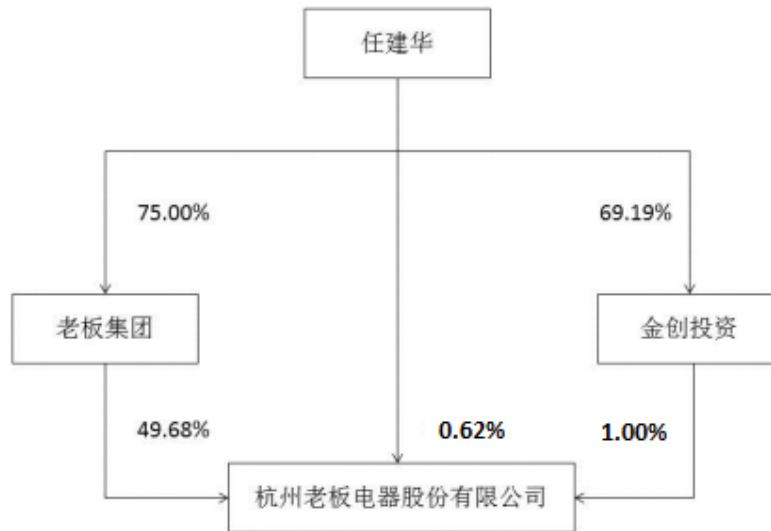 任建华
75.00%
69.19%
老板集团
金创投资
49.68%
0.62%
1.00%
杭州老板电器股份有限公司